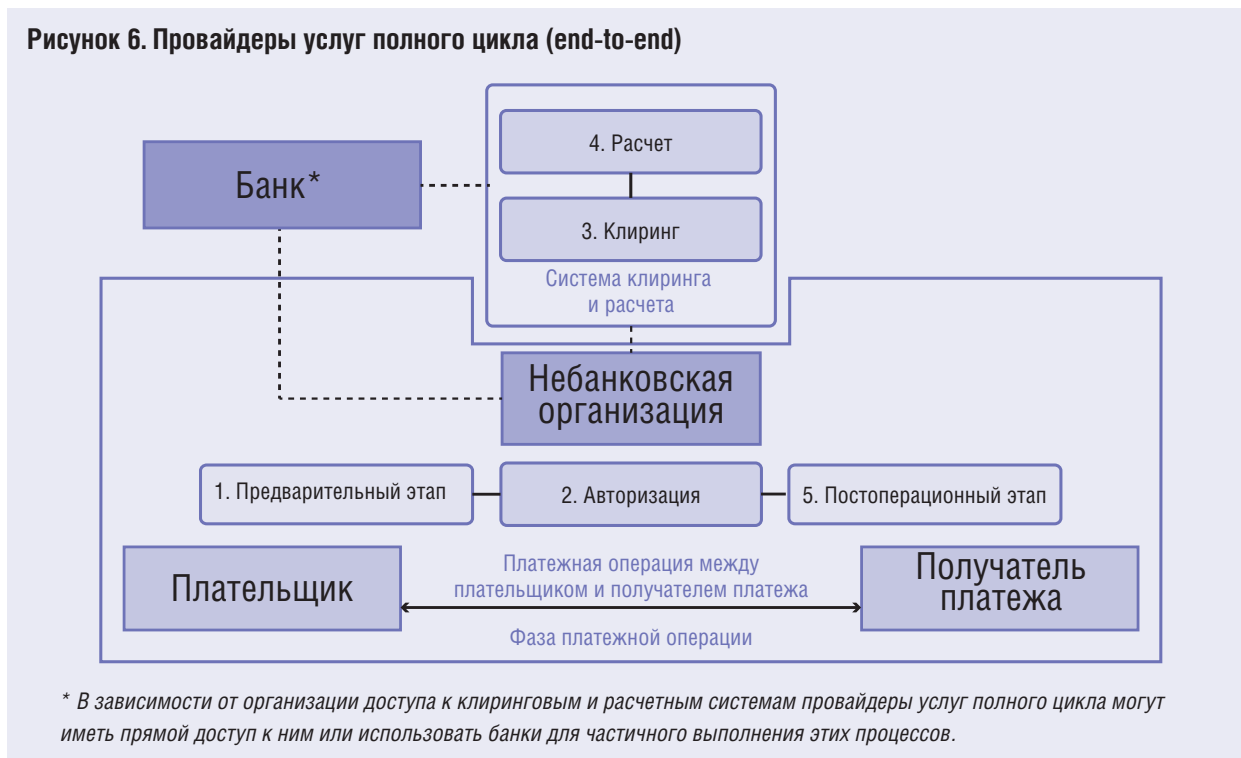 Рисунок 6. Провайдеры услуг полного цикла (end-to-end)
4. Расчет
Банк*
3. Клиринг
Система клиринга
и расчета
Небанковская
организация
1. Предварительный этап
2. Авторизация
5. Постоперационный этап
Плательщик
Платежная операция между
плательщиком и получателем платежа
Получатель
платежа
Фаза платежной операции
* В зависимости от организации доступа к клиринговым и расчетным системам провайдеры услуг полного цикла могут
иметь прямой доступ к ним или использовать банки для частичного выполнения этих процессов.